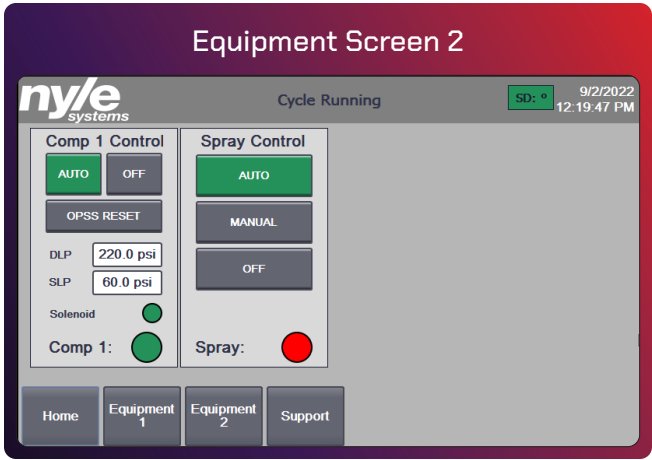 Equipment Screen 2
nyle
systems
Cycle Running
SD: º
9/2/2022
12:19:47 PM
Comp 1 Control
AUTO
OFF
OPSS RESET
DLP
220.0 psi
SLP
60.0 psi
Solenoid
Comp 1:
Spray Control
AUTO
MANUAL
OFF
Spray:
Home
Equipment
1
Equipment
2
Support